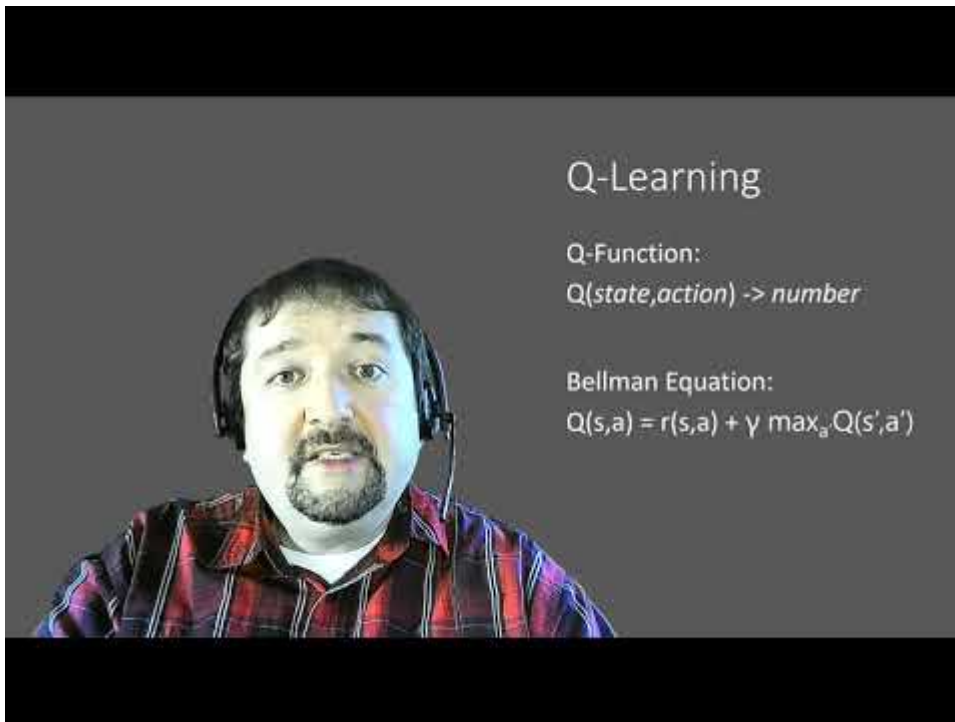 Q-Learning
Q-Function:
Q(state,action) -> number
Bellman Equation:
Q(s,a) = r(s,a) + γ maxₐ'Q(s',a')